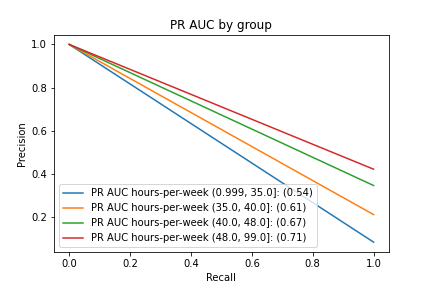 PR AUC by group
1.0
0.8
0.6
0.4
0.2
Precision
PR AUC hours-per-week (0.999, 35.0]: (0.54)
PR AUC hours-per-week (35.0, 40.0]: (0.61)
PR AUC hours-per-week (40.0, 48.0]: (0.67)
PR AUC hours-per-week (48.0, 99.0]: (0.71)
0.0 0.2 0.4 0.6 0.8 1.0
Recall